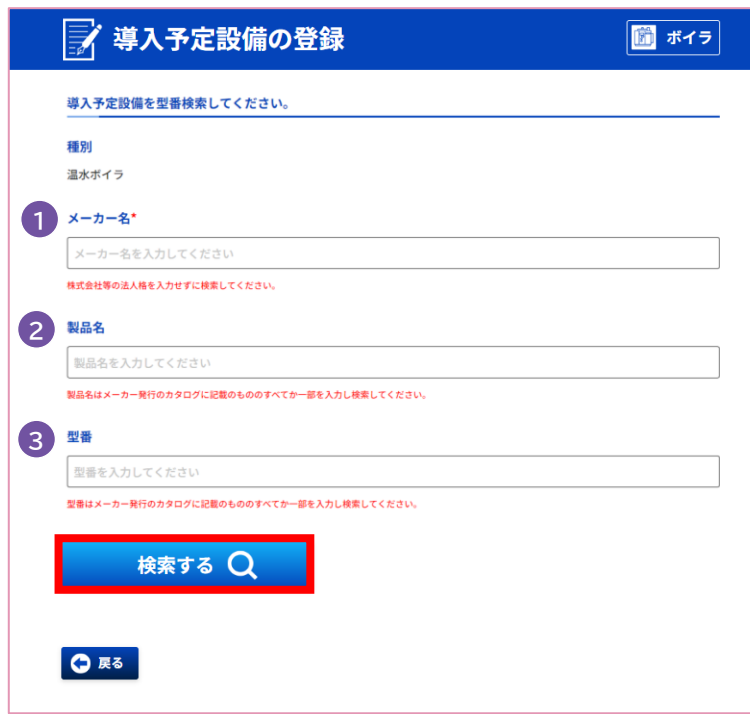 導入予定設備の登録
ボイラ
導入予定設備を型番検索してください。
種別
温水ボイラ
1 メーカー名*
メーカー名を入力してください
株式会社等の法人格を入力せずに検索してください。
2 製品名
製品名を入力してください
製品名はメーカー発行のカタログに記載のもののすべてか一部を入力し検索してください。
3 型番
型番を入力してください
型番はメーカー発行のカタログに記載のもののすべてか一部を入力し検索してください。
検索する
戻る